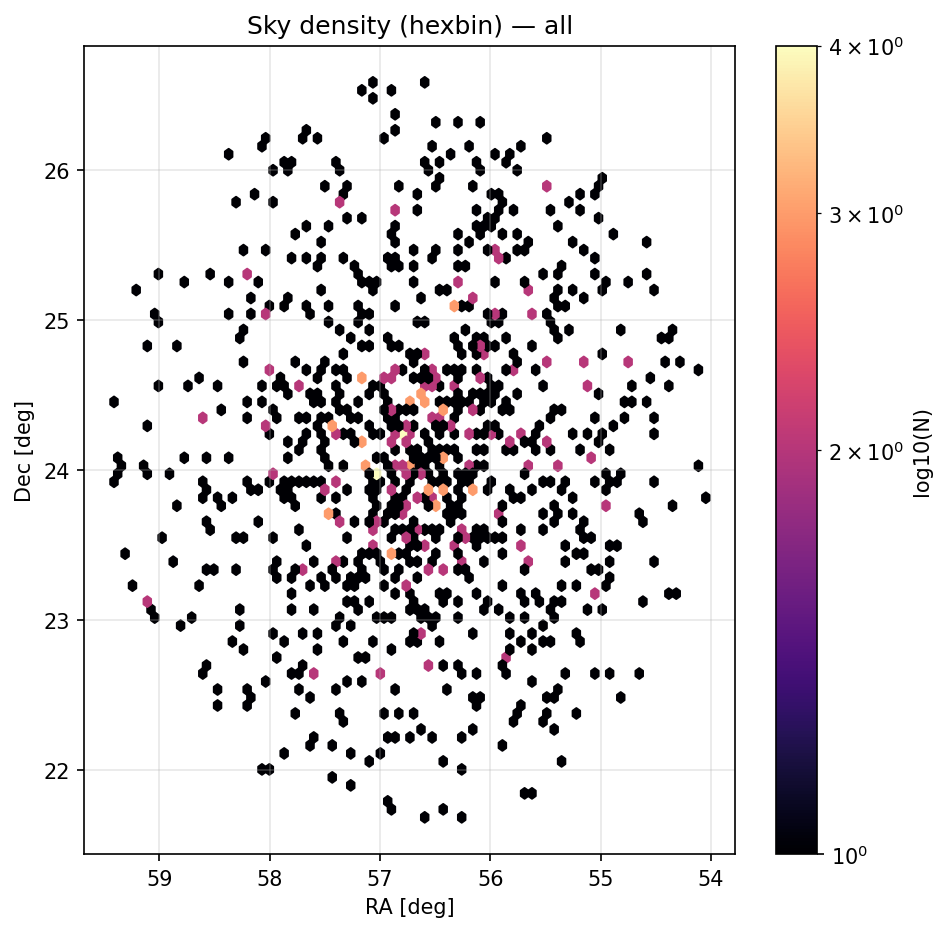 Sky density (hexbin) — all
Dec [deg]
26
25
24
23
22
59 58 57 56 55 54
RA [deg]
4 × 10⁰
3 × 10⁰
2 × 10⁰
10⁰
log10(N)